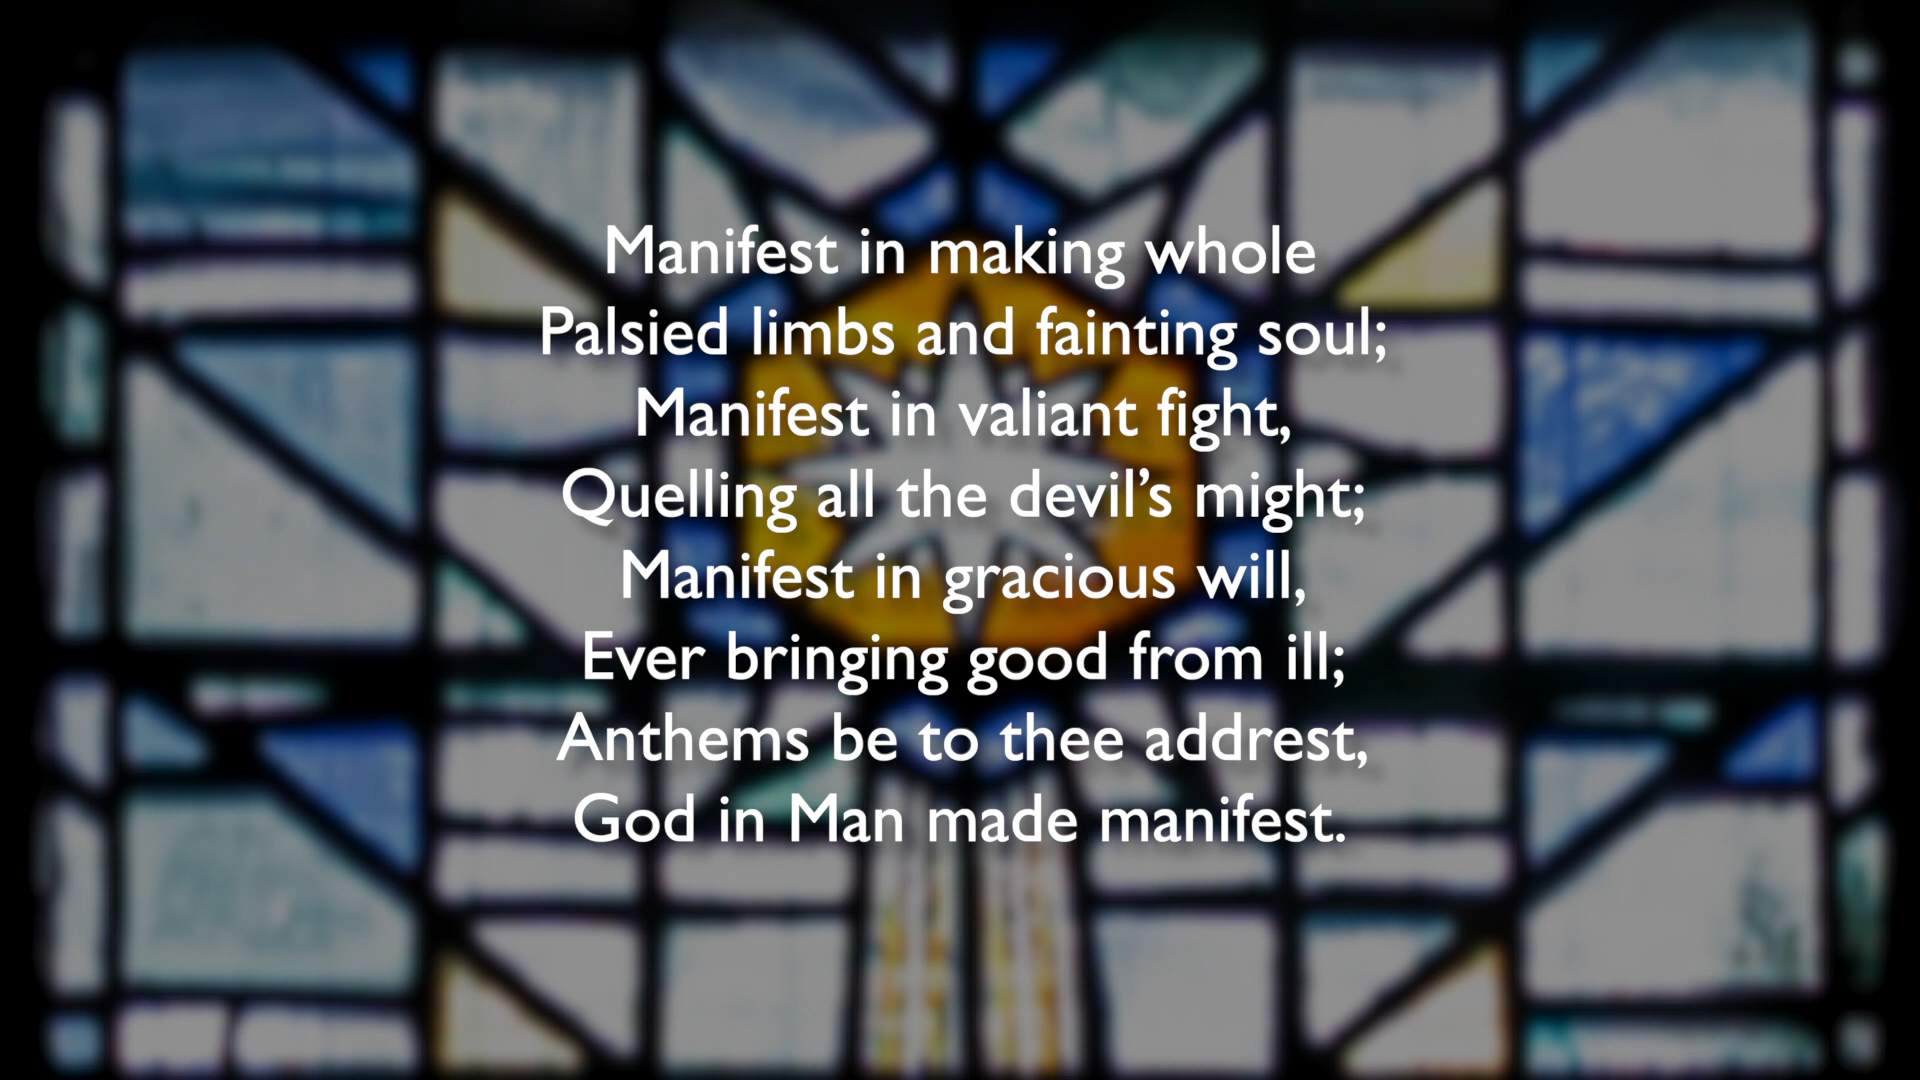 Manifest in making whole
Palsied limbs and fainting soul;
Manifest in valiant fight,
Quelling all the devil’s might;
Manifest in gracious will,
Ever bringing good from ill;
Anthems be to thee addrest,
God in Man made manifest.